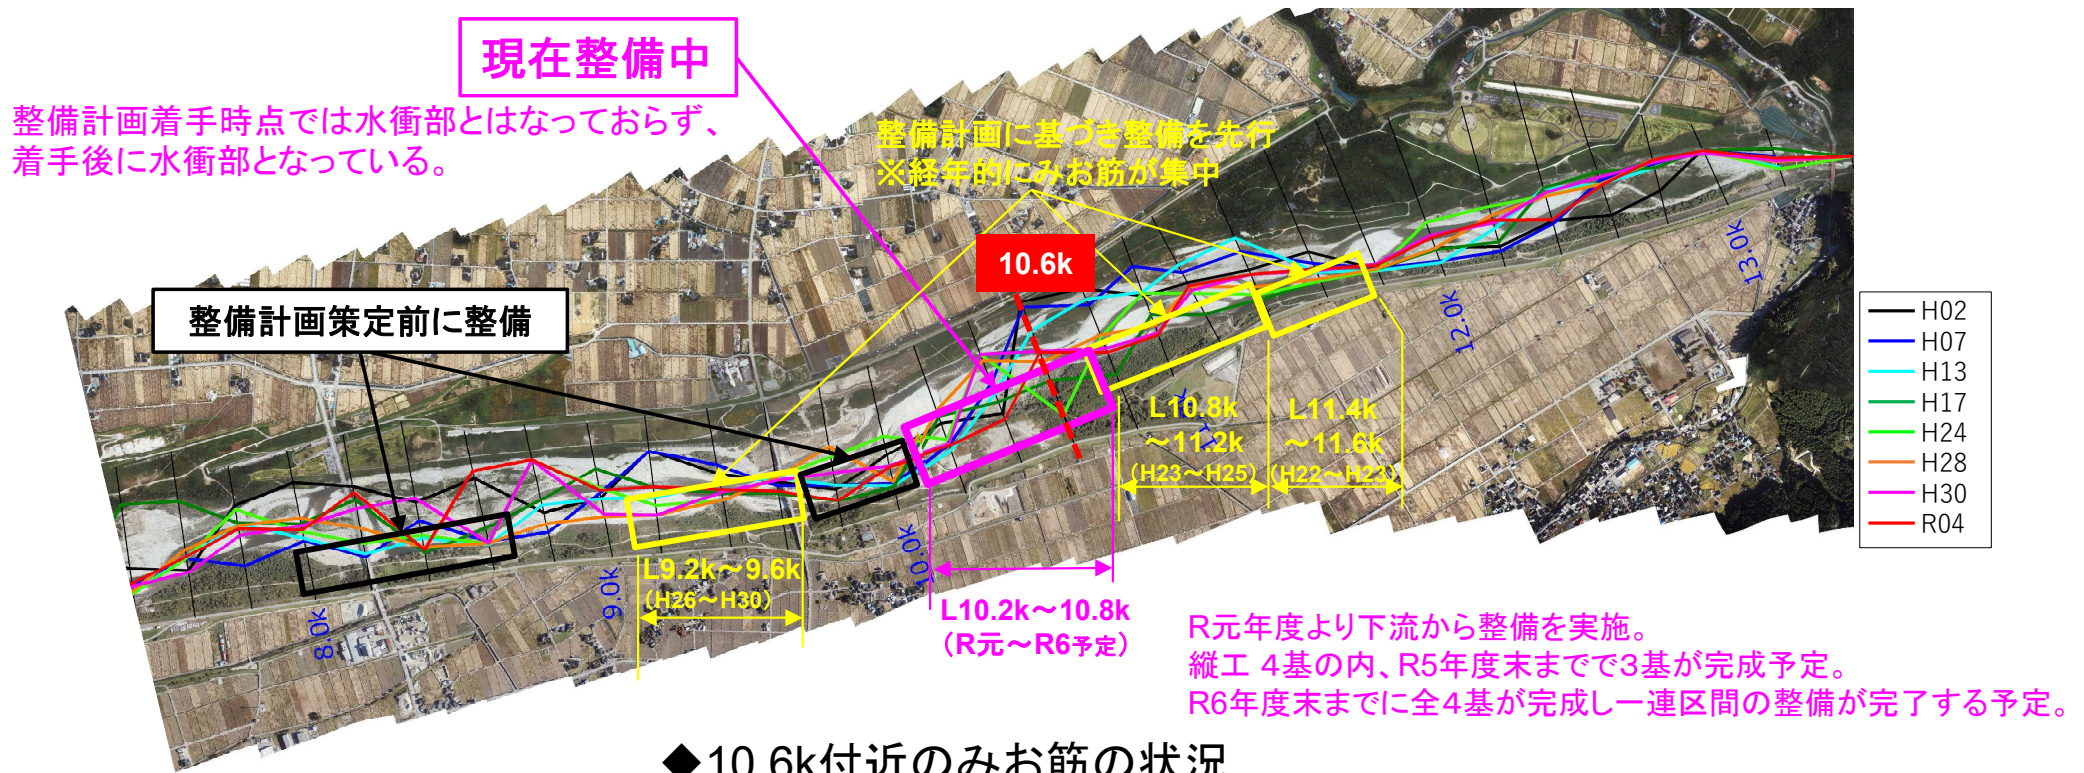 現在整備中
整備計画着手時点では水衝部とはなっておらず、
着手後に水衝部となっている。
整備計画に基づき整備を先行
※経年的にみお筋が集中
10.6k
整備計画策定前に整備
13.0k
12.0k
H02
H07
H13
H17
H24
H28
H30
R04
L10.8k
～11.2k
（H23～H25）
L11.4k
～11.6k
（H22～H23）
10.0k
9.0k
8.0k
L9.2k～9.6k
（H26～H30）
L10.2k～10.8k
（R元～R6予定）
R元年度より下流から整備を実施。
縦工 4基の内、R5年度末までで3基が完成予定。
R6年度末までに全4基が完成し一連区間の整備が完了する予定。
◆10.6k付近のみお筋の状況